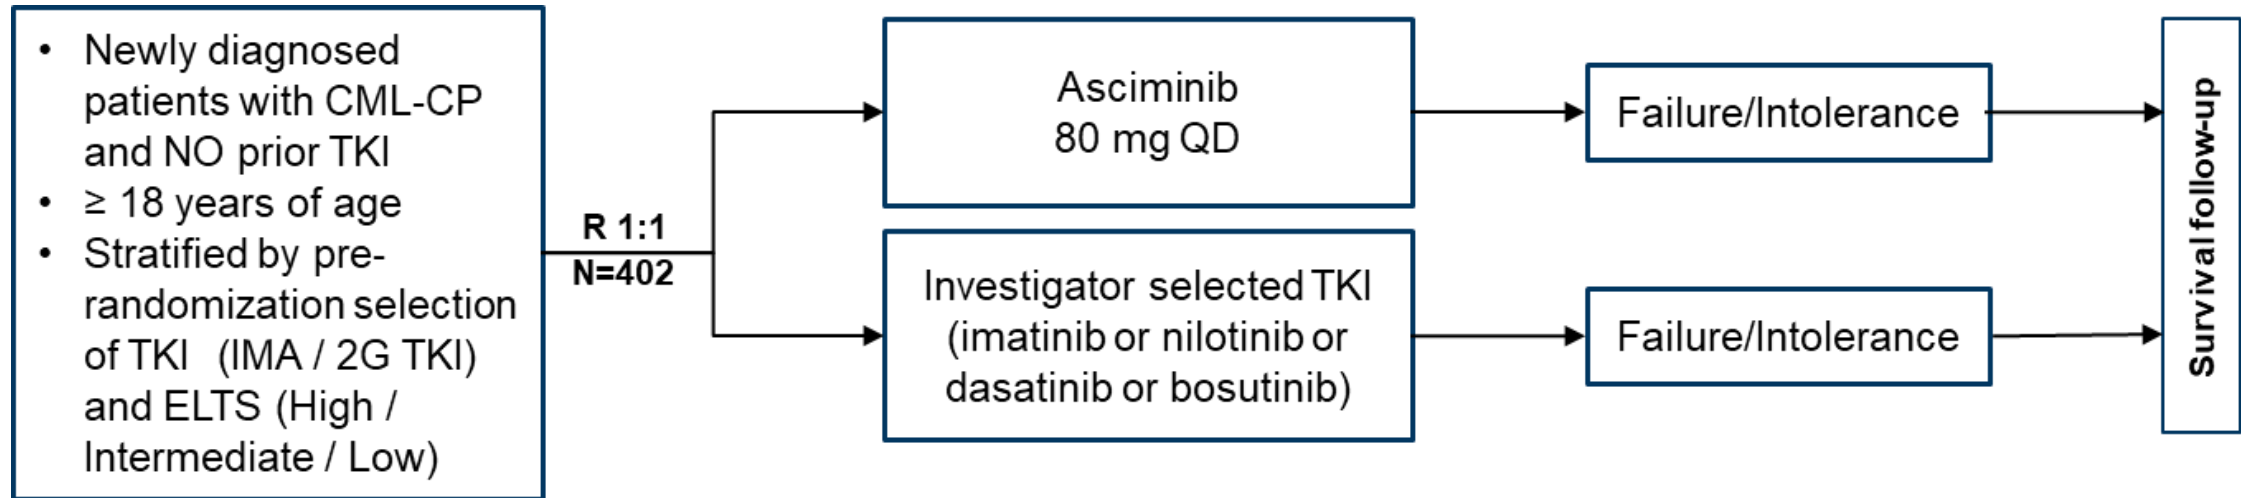 • Newly diagnosed
patients with CML-CP
and NO prior TKI
• ≥ 18 years of age
• Stratified by pre-
randomization selection
of TKI (IMA / 2G TKI)
and ELTS (High /
Intermediate / Low)
R 1:1
N=402
Asciminib
80 mg QD
Failure/Intolerance
Investigator selected TKI
(imatinib or nilotinib or
dasatinib or bosutinib)
Failure/Intolerance
Survival follow-up